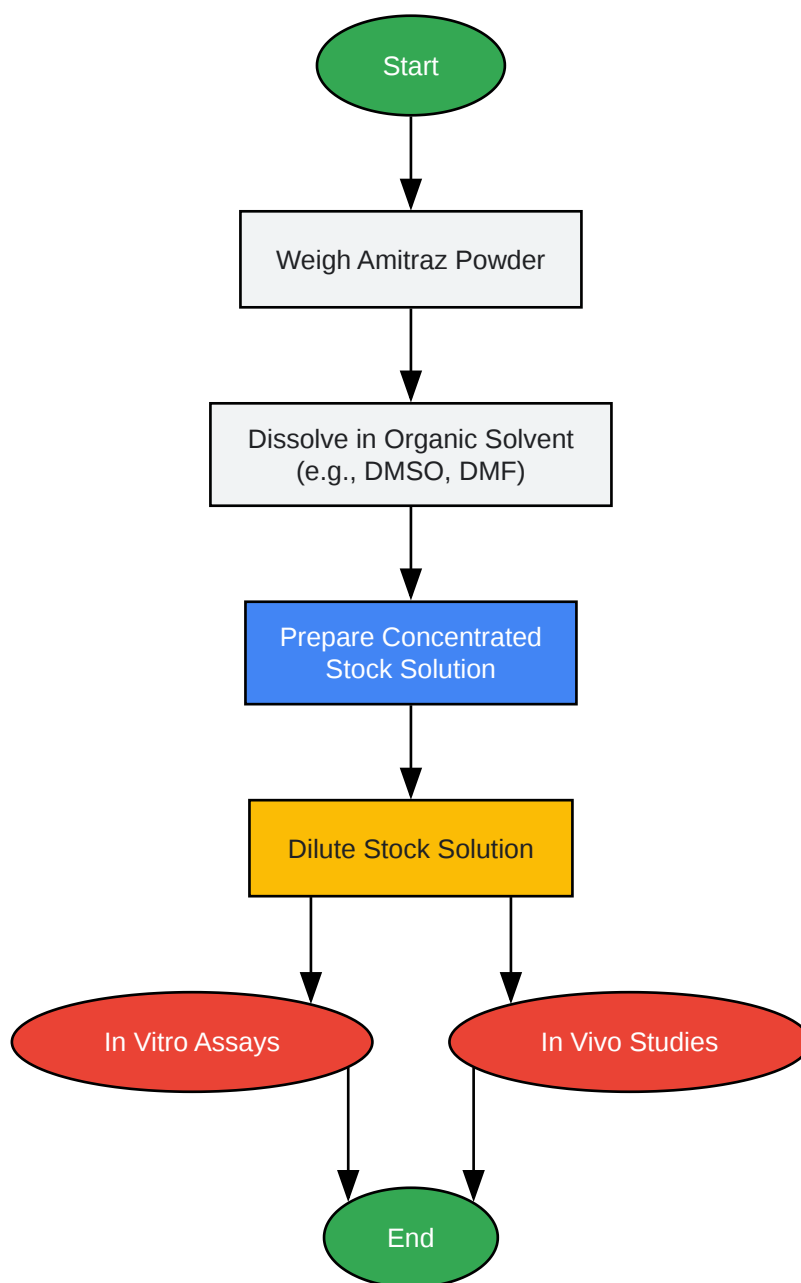 Start
Weigh Amitraz Powder
Dissolve in Organic Solvent
(e.g., DMSO, DMF)
Prepare Concentrated
Stock Solution
Dilute Stock Solution
In Vitro Assays
In Vivo Studies
End